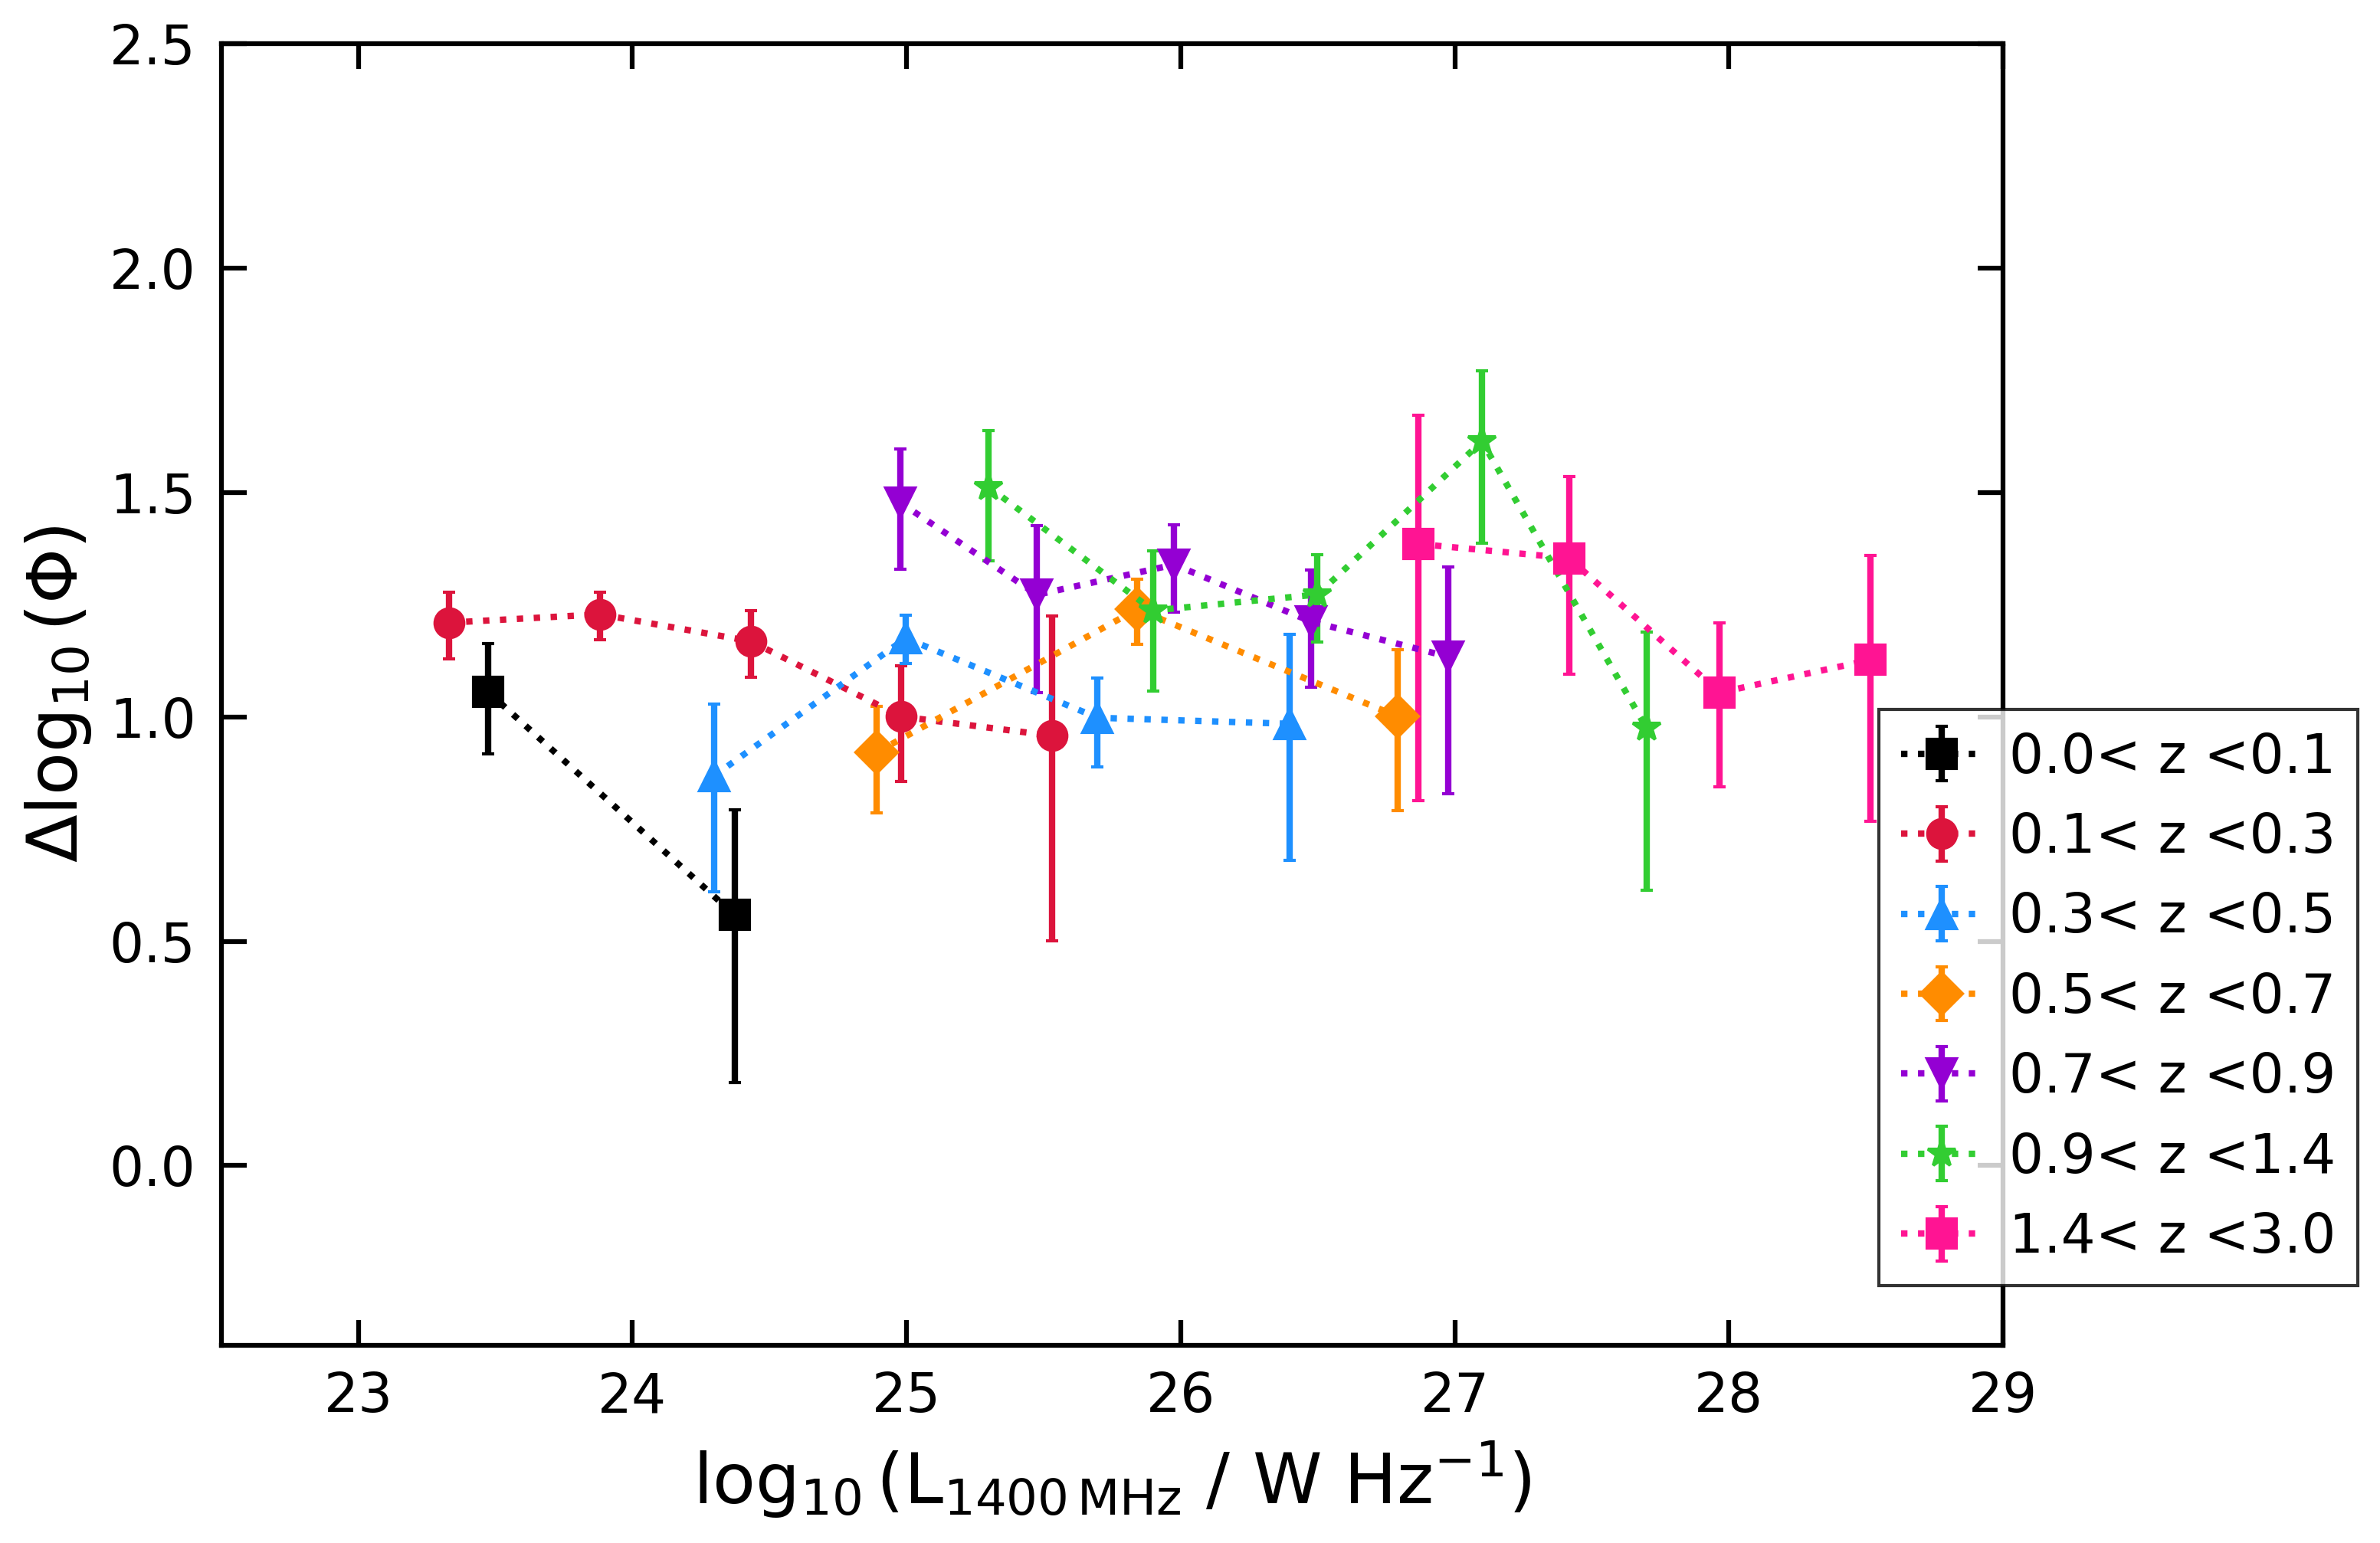 2.5
2.0
1.5
1.0
0.5
0.0
Δlog₁₀ (Φ)
23 24 25 26 27 28 29
log₁₀ (L₁₄₀₀ MHz / W Hz⁻¹)
0.0< z <0.1
0.1< z <0.3
0.3< z <0.5
0.5< z <0.7
0.7< z <0.9
0.9< z <1.4
1.4< z <3.0